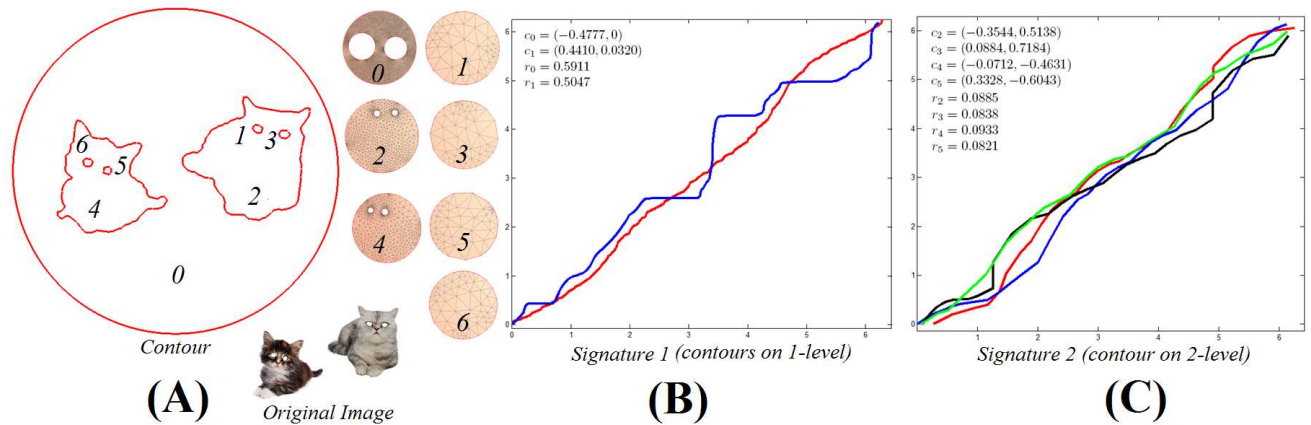 1
3
2
6
5
4
0
Contour
(A)
Original Image
0
1
2
3
4
5
6
6
5
4
3
2
1
0
c0 = (−0.4777, 0)
c1 = (0.4410, 0.0320)
r0 = 0.5911
r1 = 0.5047
0 1 2 3 4 5 6
Signature 1 (contours on 1-level)
(B)
6
5
4
3
2
1
0
c2 = (−0.3544, 0.5138)
c3 = (0.0884, 0.7184)
c4 = (−0.0712, −0.4631)
c5 = (0.3328, −0.6043)
r2 = 0.0885
r3 = 0.0838
r4 = 0.0933
r5 = 0.0821
0 1 2 3 4 5 6
Signature 2 (contour on 2-level)
(C)